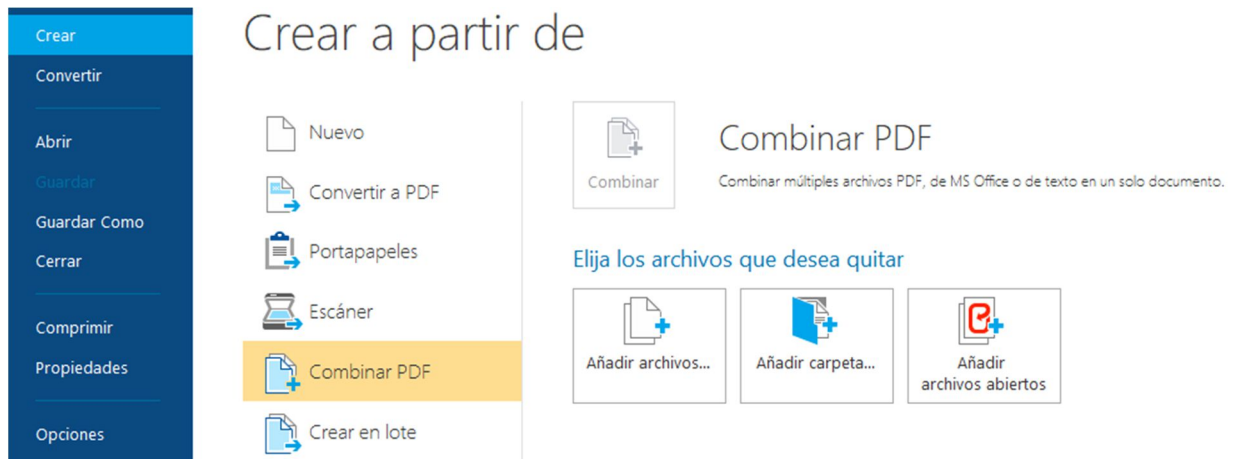 Crear
Convertir
Abrir
Guardar
Guardar Como
Cerrar
Comprimir
Propiedades
Opciones
Crear a partir de
Nuevo
Convertir a PDF
Portapapeles
Escáner
Combinar PDF
Crear en lote
Combinar
Combinar PDF
Combinar múltiples archivos PDF, de MS Office o de texto en un solo documento.
Elija los archivos que desea quitar
Añadir archivos...
Añadir carpeta...
Añadir
archivos abiertos